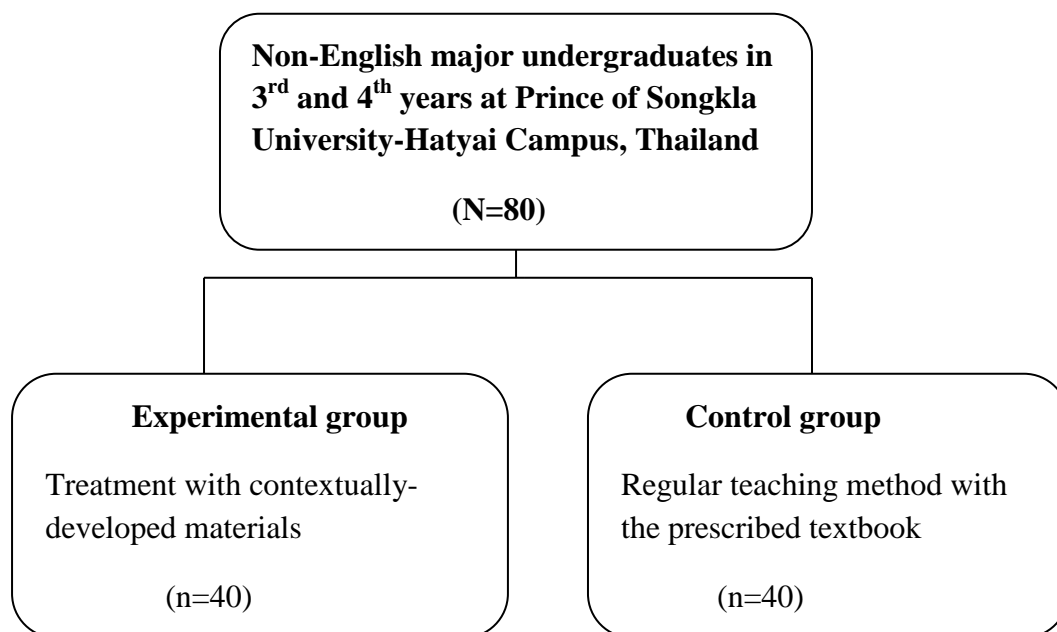 Non-English major undergraduates in
3rd and 4th years at Prince of Songkla
University-Hatyai Campus, Thailand
(N=80)
Experimental group
Treatment with contextually-
developed materials
(n=40)
Control group
Regular teaching method with
the prescribed textbook
(n=40)